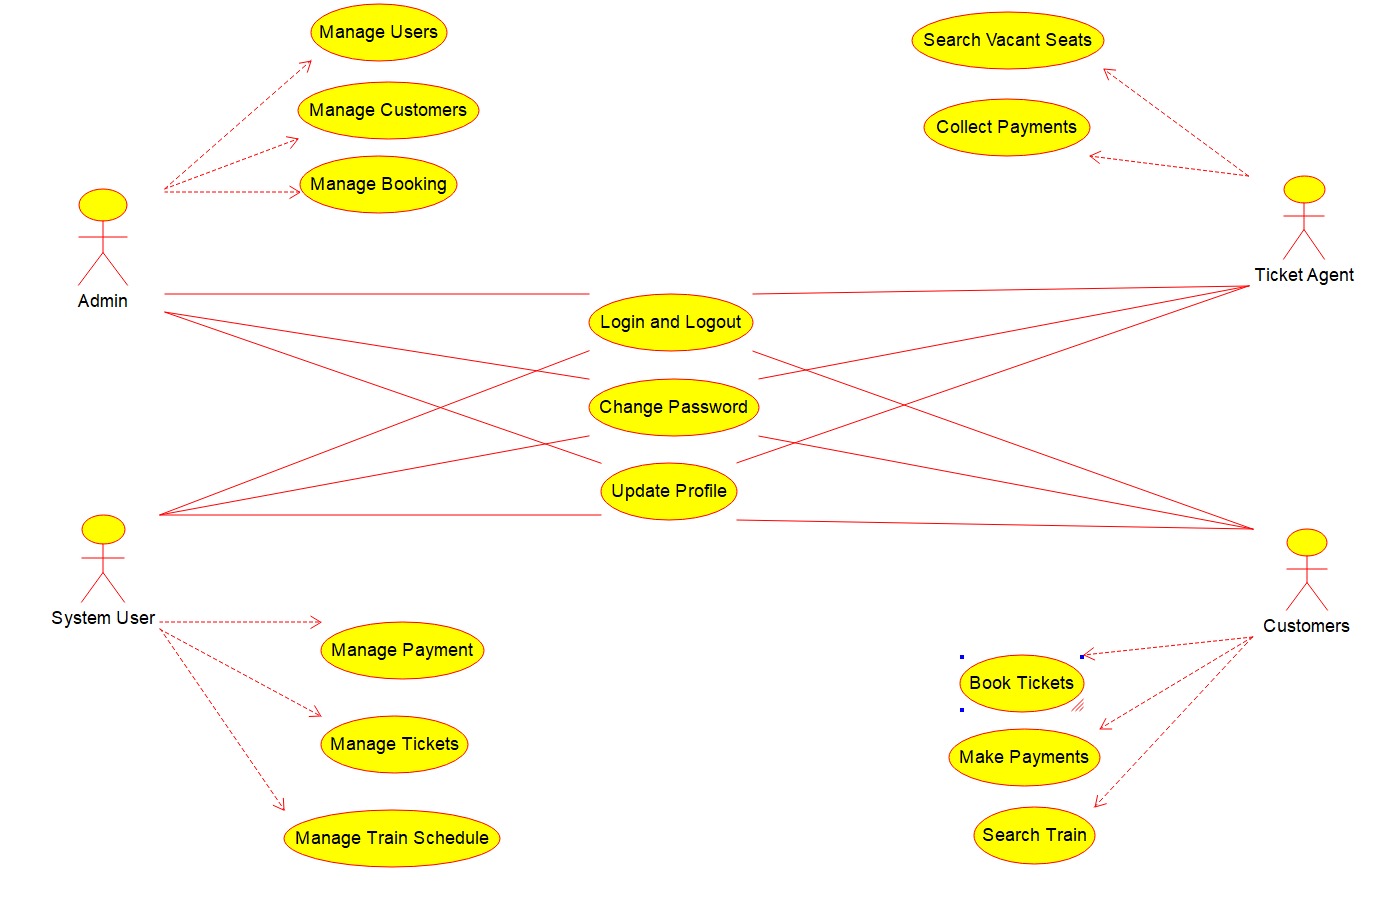 Manage Users
Search Vacant Seats
Manage Customers
Collect Payments
Manage Booking
Admin
Ticket Agent
Login and Logout
Change Password
Update Profile
System User
Customers
Manage Payment
Book Tickets
Manage Tickets
Make Payments
Manage Train Schedule
Search Train